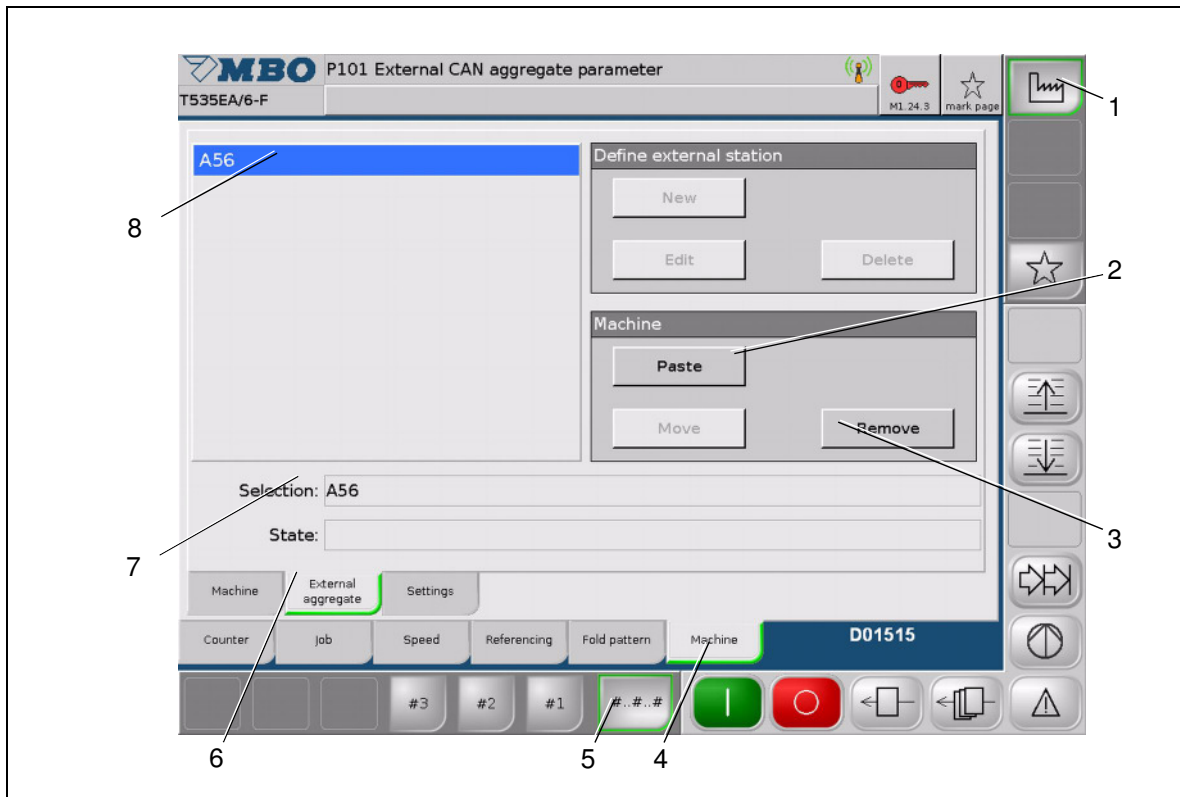 MBO
P101 External CAN aggregate parameter
T535EA/6-F
M1.24.3
mark page
1
A56
Define external station
New
Edit
Delete
8
2
Machine
Paste
Move
Remove
Selection: A56
State:
3
7
Machine
External aggregate
Settings
Counter
Job
Speed
Referencing
Fold pattern
Machine
D01515
#3
#2
#1
#..#..#
6
5
4